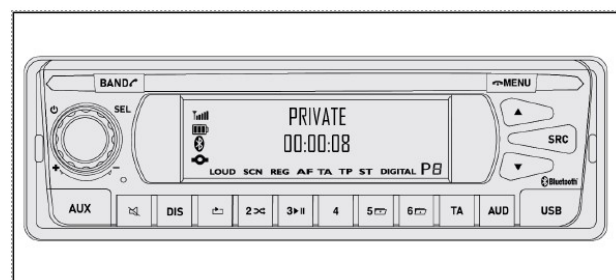 BAND MENU
SEL
PRIVATE
00:00:08
SRC
LOUD SCN REG AF TA TP ST DIGITAL P8
Bluetooth
AUX DIS 2 3 4 5 6 TA AUD USB